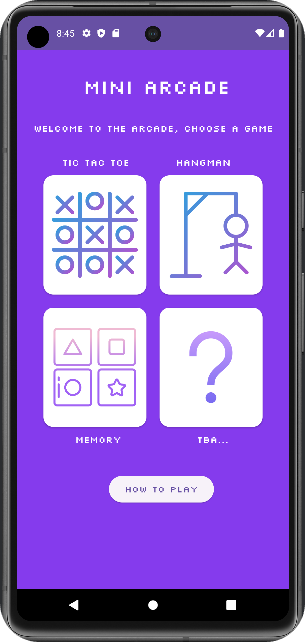 8:45
MINI ARCADE
WELCOME TO THE ARCADE, CHOOSE A GAME
TIC TAC TOE
HANGMAN
MEMORY
TBA...
HOW TO PLAY